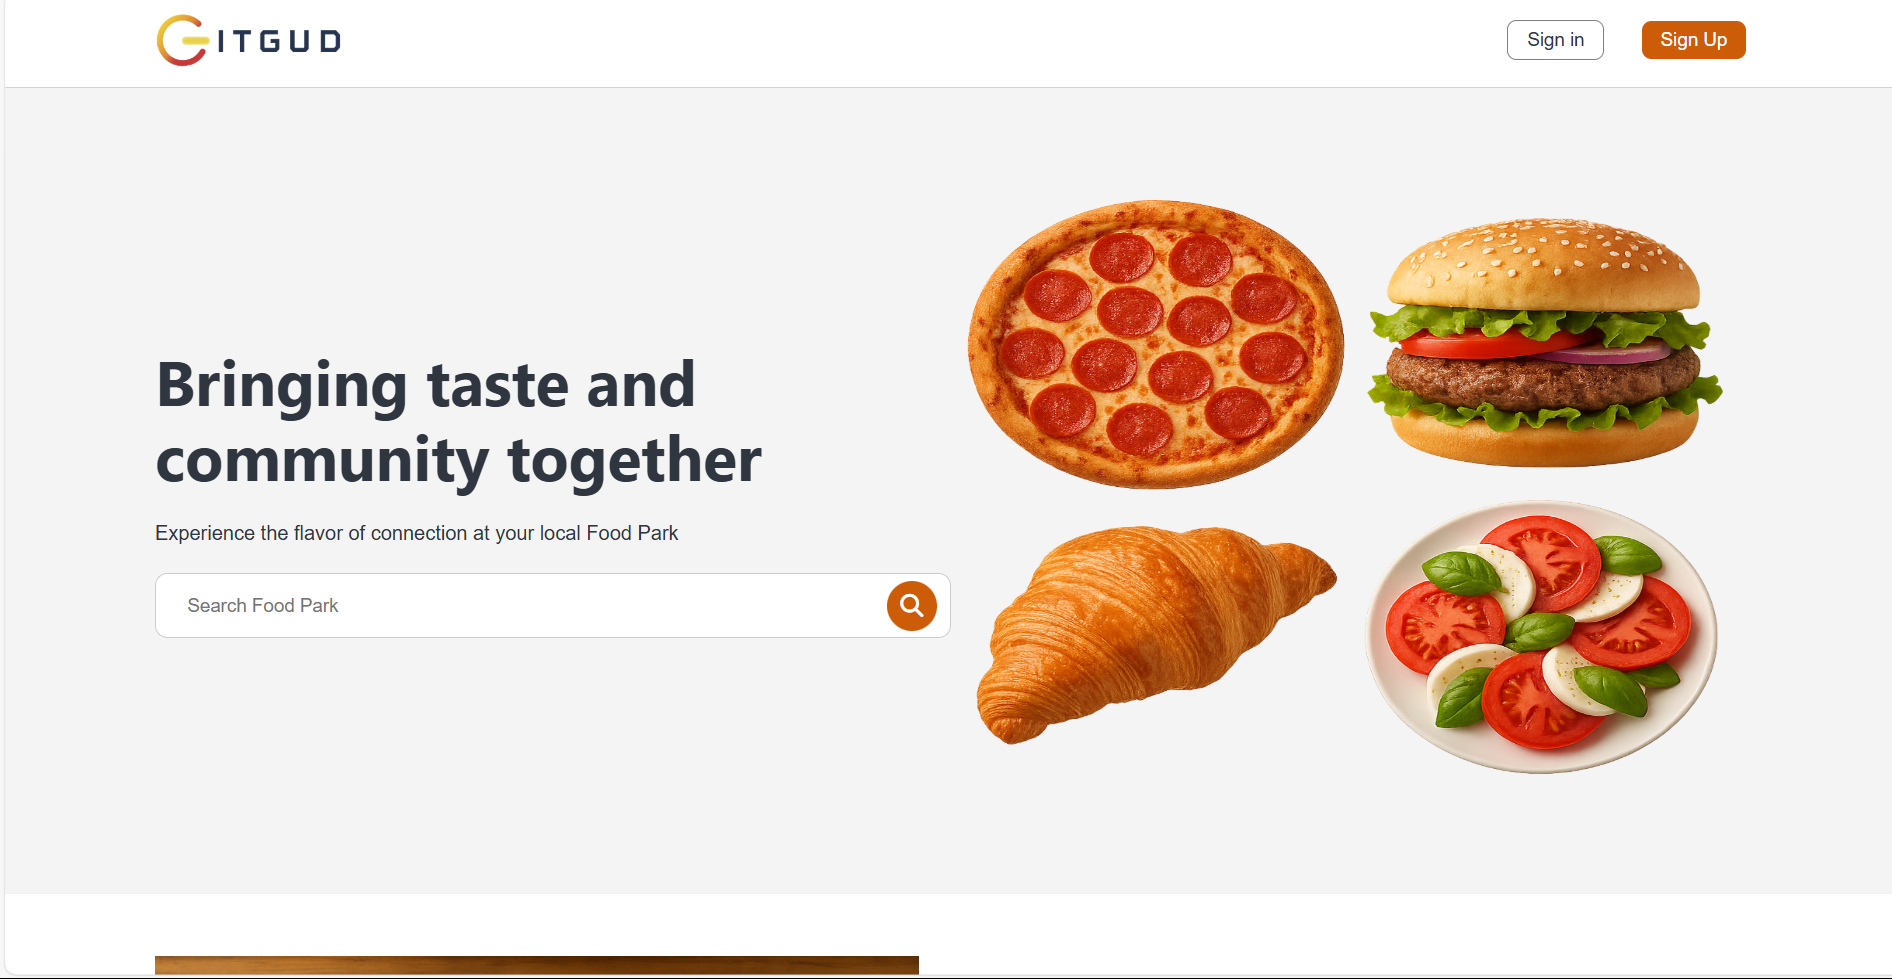 GITGUD
Sign in
Sign Up
Bringing taste and
community together
Experience the flavor of connection at your local Food Park
Search Food Park